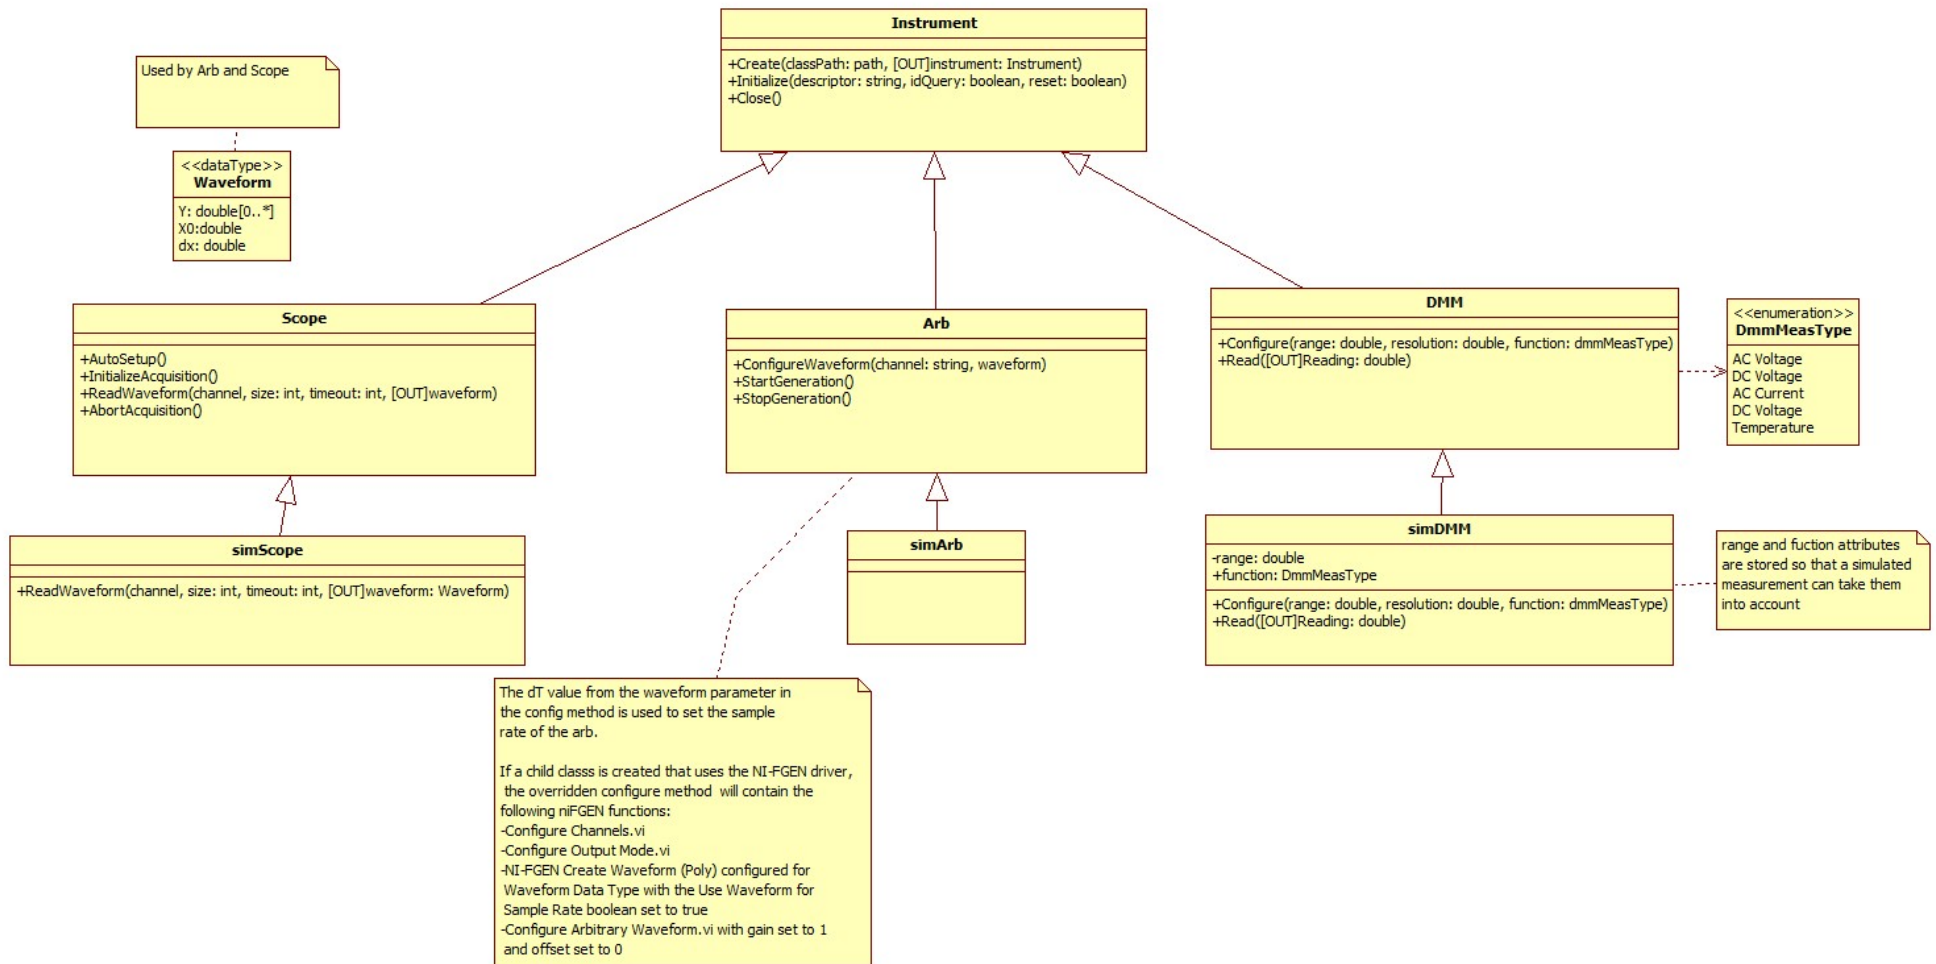 Instrument
+Create(classPath: path, [OUT]instrument: Instrument)
+Initialize(descriptor: string, idQuery: boolean, reset: boolean)
+Close()
Used by Arb and Scope
<<dataType>>
Waveform
Y: double[0..*]
X0:double
dx: double
Scope
+AutoSetup()
+InitializeAcquisition()
+ReadWaveform(channel, size: int, timeout: int, [OUT]waveform)
+AbortAcquisition()
Arb
+ConfigureWaveform(channel: string, waveform)
+StartGeneration()
+StopGeneration()
DMM
+Configure(range: double, resolution: double, function: dmmMeasType)
+Read([OUT]Reading: double)
<<enumeration>>
DmmMeasType
AC Voltage
DC Voltage
AC Current
DC Voltage
Temperature
simScope
+ReadWaveform(channel, size: int, timeout: int, [OUT]waveform: Waveform)
simArb
simDMM
-range: double
+function: DmmMeasType
+Configure(range: double, resolution: double, function: dmmMeasType)
+Read([OUT]Reading: double)
range and fuction attributes
are stored so that a simulated
measurement can take them
into account
The dT value from the waveform parameter in
the config method is used to set the sample
rate of the arb.
If a child classs is created that uses the NI-FGEN driver,
the overridden configure method will contain the
following niFGEN functions:
-Configure Channels.vi
-Configure Output Mode.vi
-NI-FGEN Create Waveform (Poly) configured for
Waveform Data Type with the Use Waveform for
Sample Rate boolean set to true
-Configure Arbitrary Waveform.vi with gain set to 1
and offset set to 0